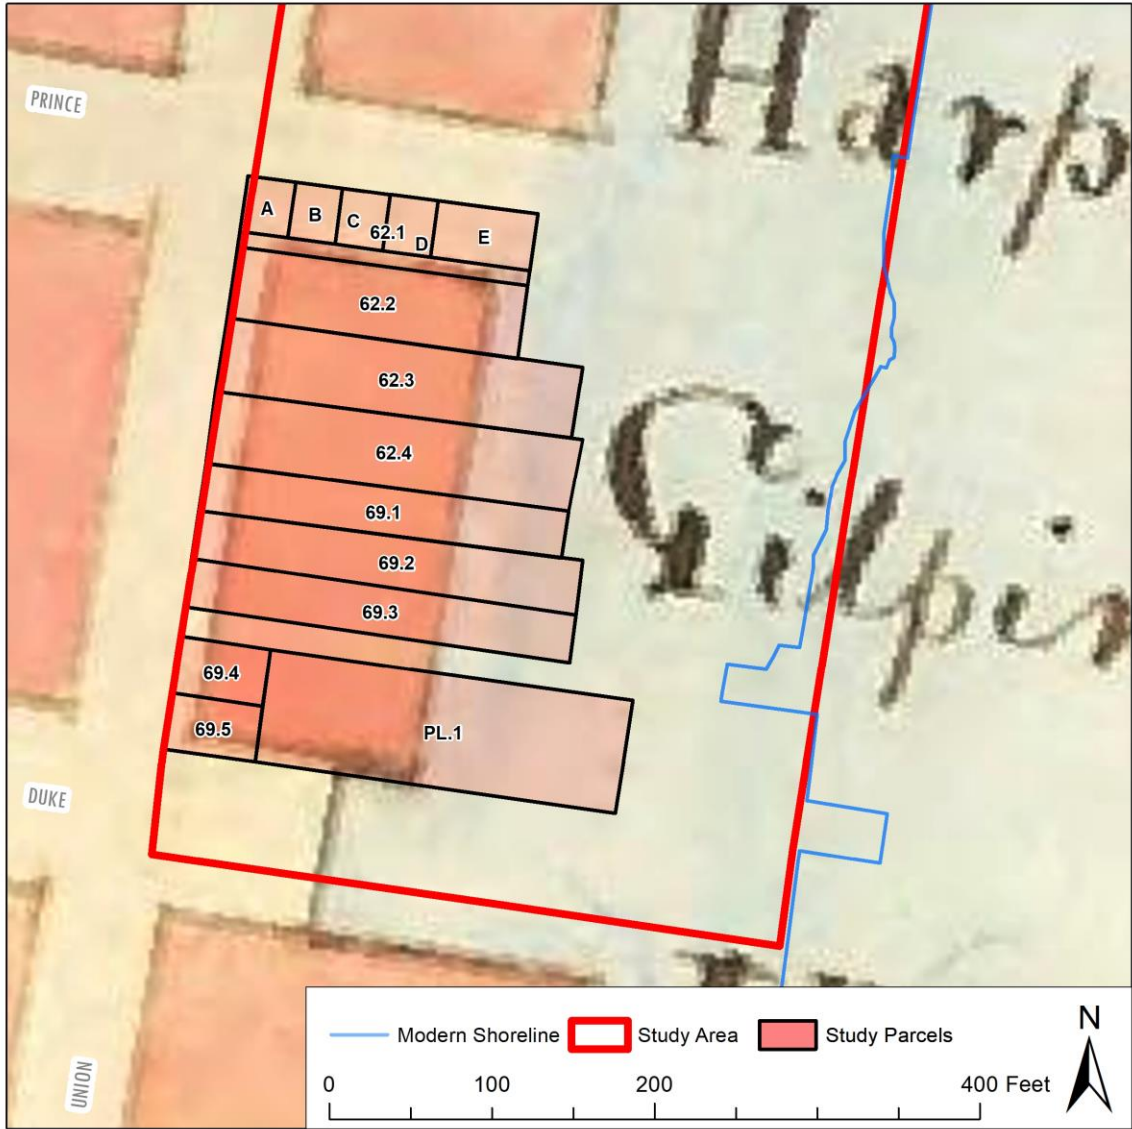 Harp
PRINCE
A B C D E
62.1
62.2
62.3
62.4
Gilpi
69.1
69.2
69.3
69.4
69.5
PL.1
DUKE
UNION
Modern Shoreline Study Area Study Parcels
N
0 100 200 400 Feet